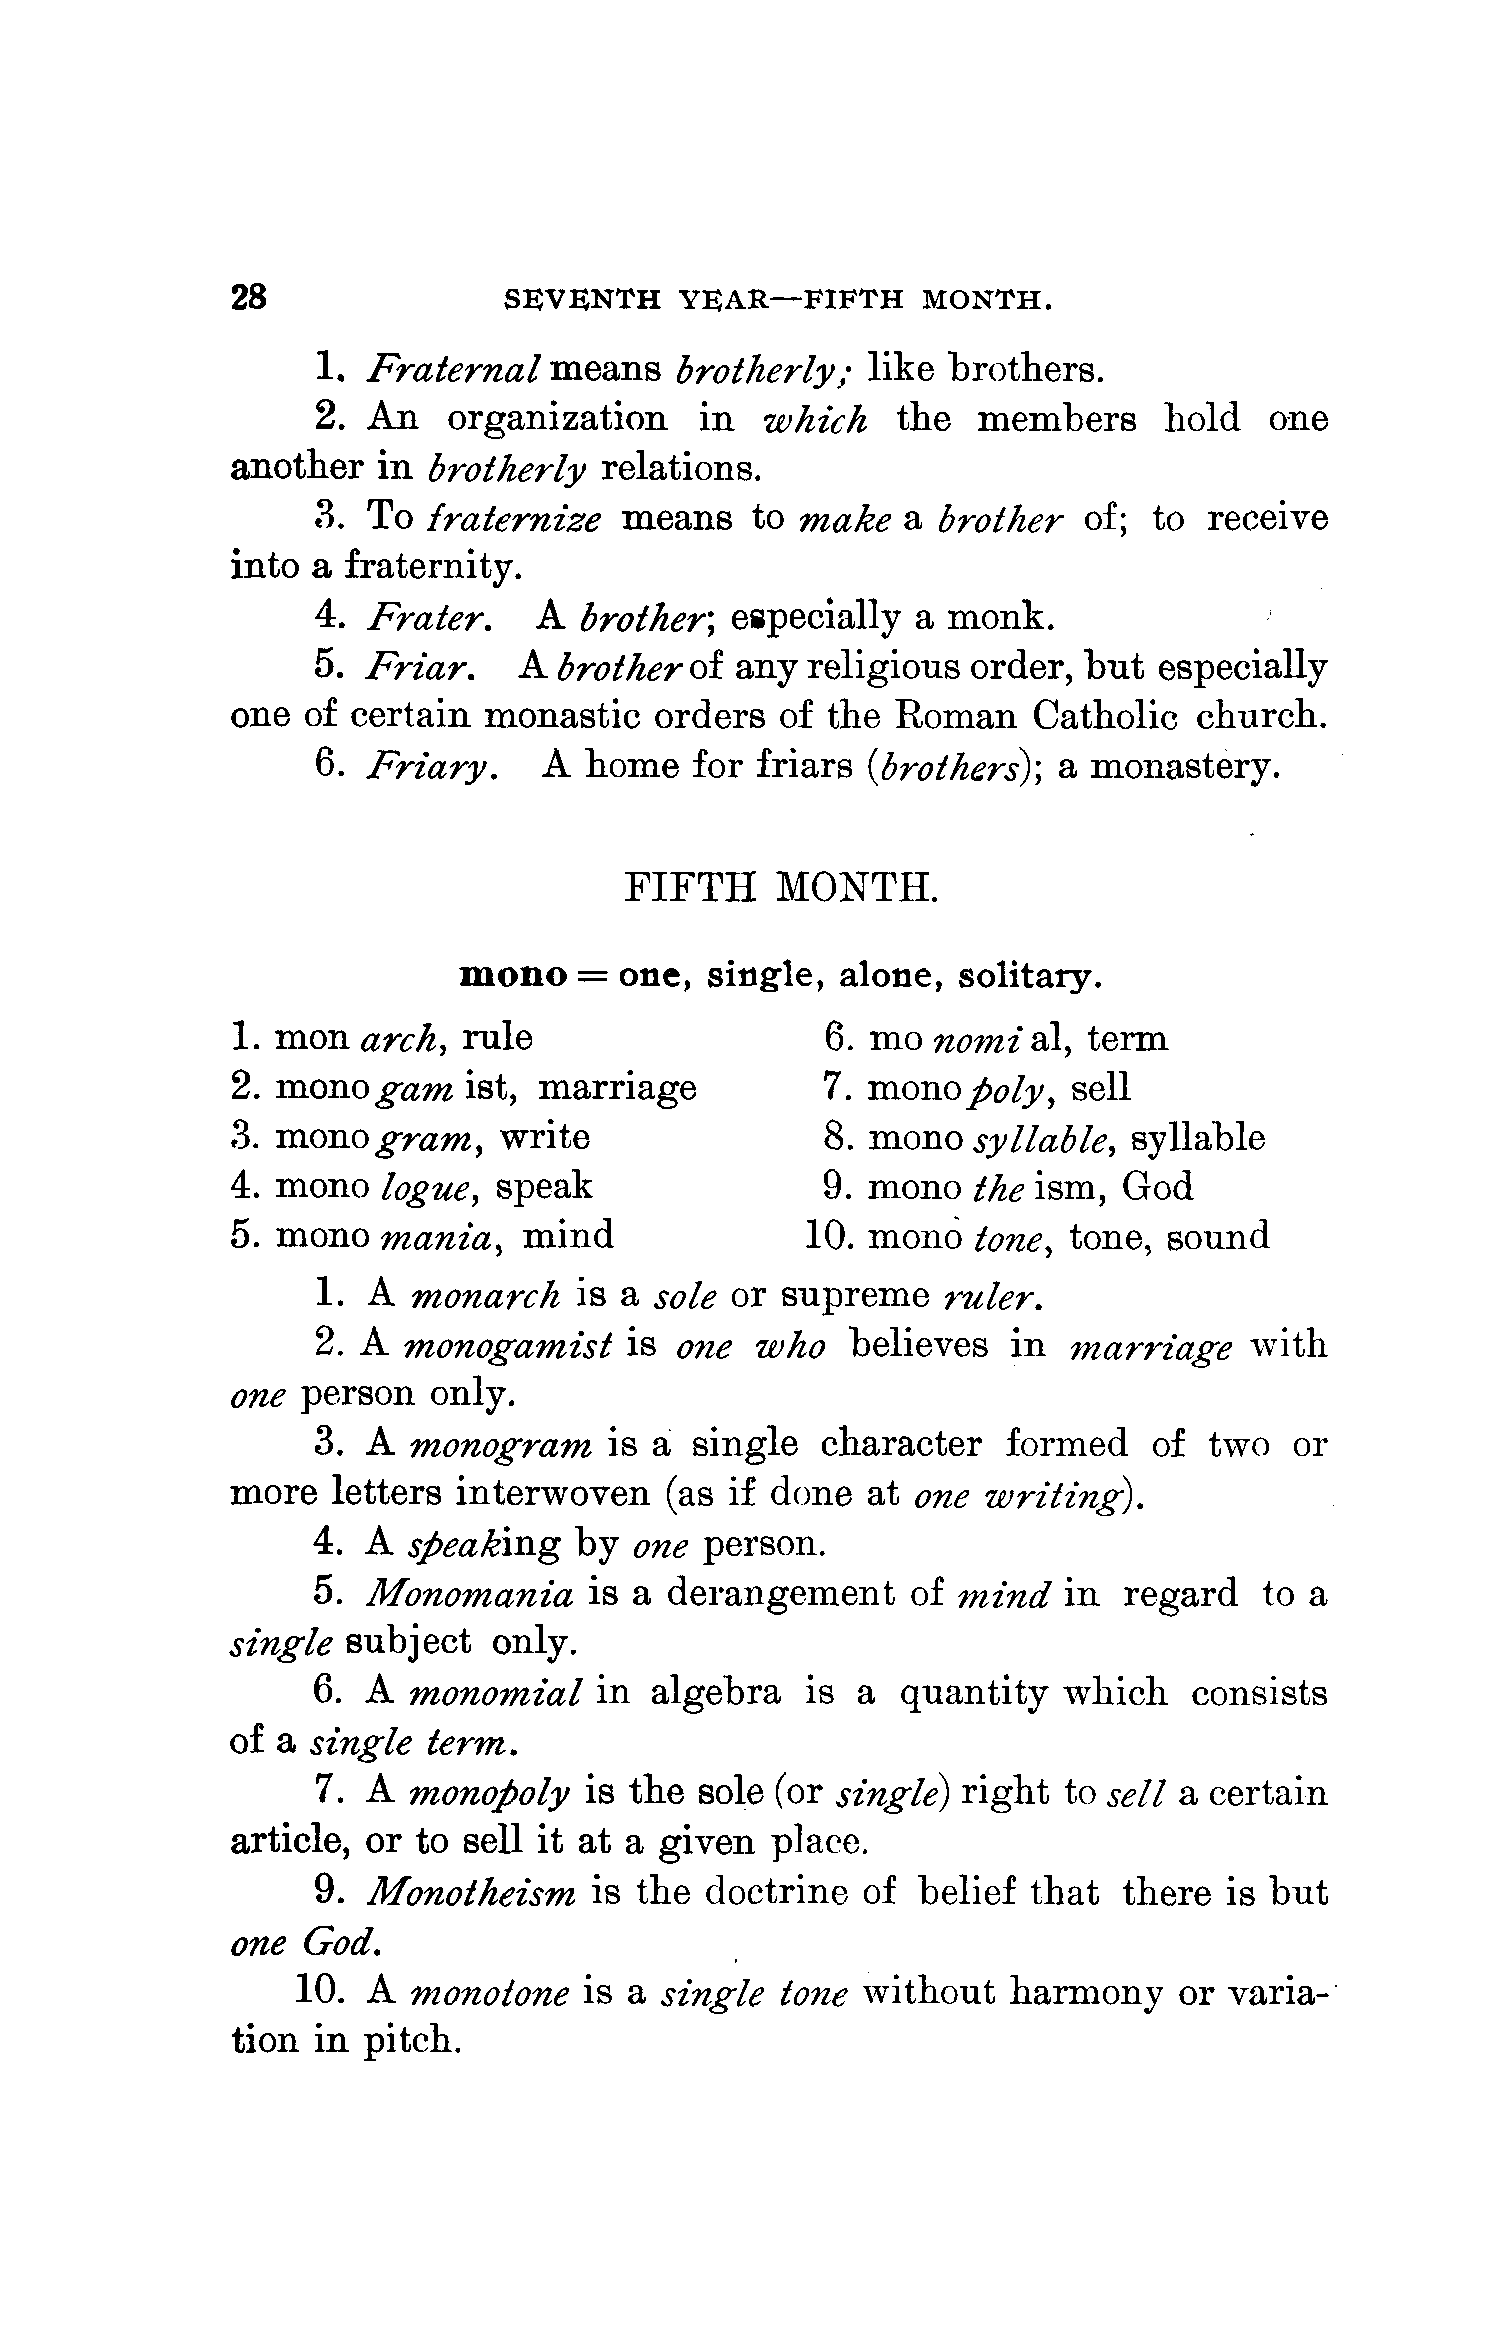 28 SEVENTH YEAR—FIFTH MONTH.
1. Fraternal means brotherly; like brothers.
2. An organization in which the members hold one
another in brotherly relations.
3. To fraternize means to make a brother of; to receive
into a fraternity.
4. Frater. A brother; especially a monk.
5. Friar. A brother of any religious order, but especially
one of certain monastic orders of the Roman Catholic church.
6. Friary. A home for friars (brothers); a monastery.
FIFTH MONTH.
mono = one, single, alone, solitary.
1. mon arch, rule
2. mono gam ist, marriage
3. mono gram, write
4. mono logue, speak
5. mono mania, mind
6. mo nomi al, term
7. mono poly, sell
8. mono syllable, syllable
9. mono the ism, God
10. mono tone, tone, sound
1. A monarch is a sole or supreme ruler.
2. A monogamist is one who believes in marriage with
one person only.
3. A monogram is a single character formed of two or
more letters interwoven (as if done at one writing).
4. A speaking by one person.
5. Monomania is a derangement of mind in regard to a
single subject only.
6. A monomial in algebra is a quantity which consists
of a single term.
7. A monopoly is the sole (or single) right to sell a certain
article, or to sell it at a given place.
9. Monotheism is the doctrine of belief that there is but
one God.
10. A monotone is a single tone without harmony or varia-
tion in pitch.